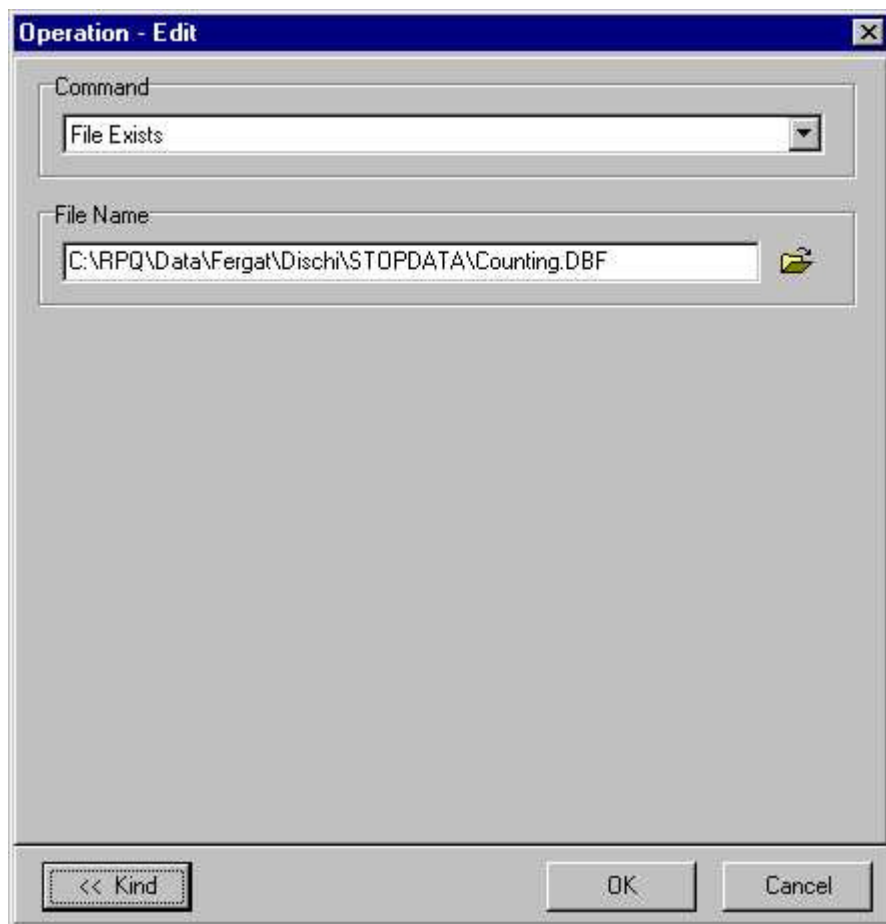 Operation - Edit
Command
File Exists
File Name
C:\RPQ\Data\Fergat\Dischi\STOPDATA\Counting.DBF
<< Kind
OK
Cancel